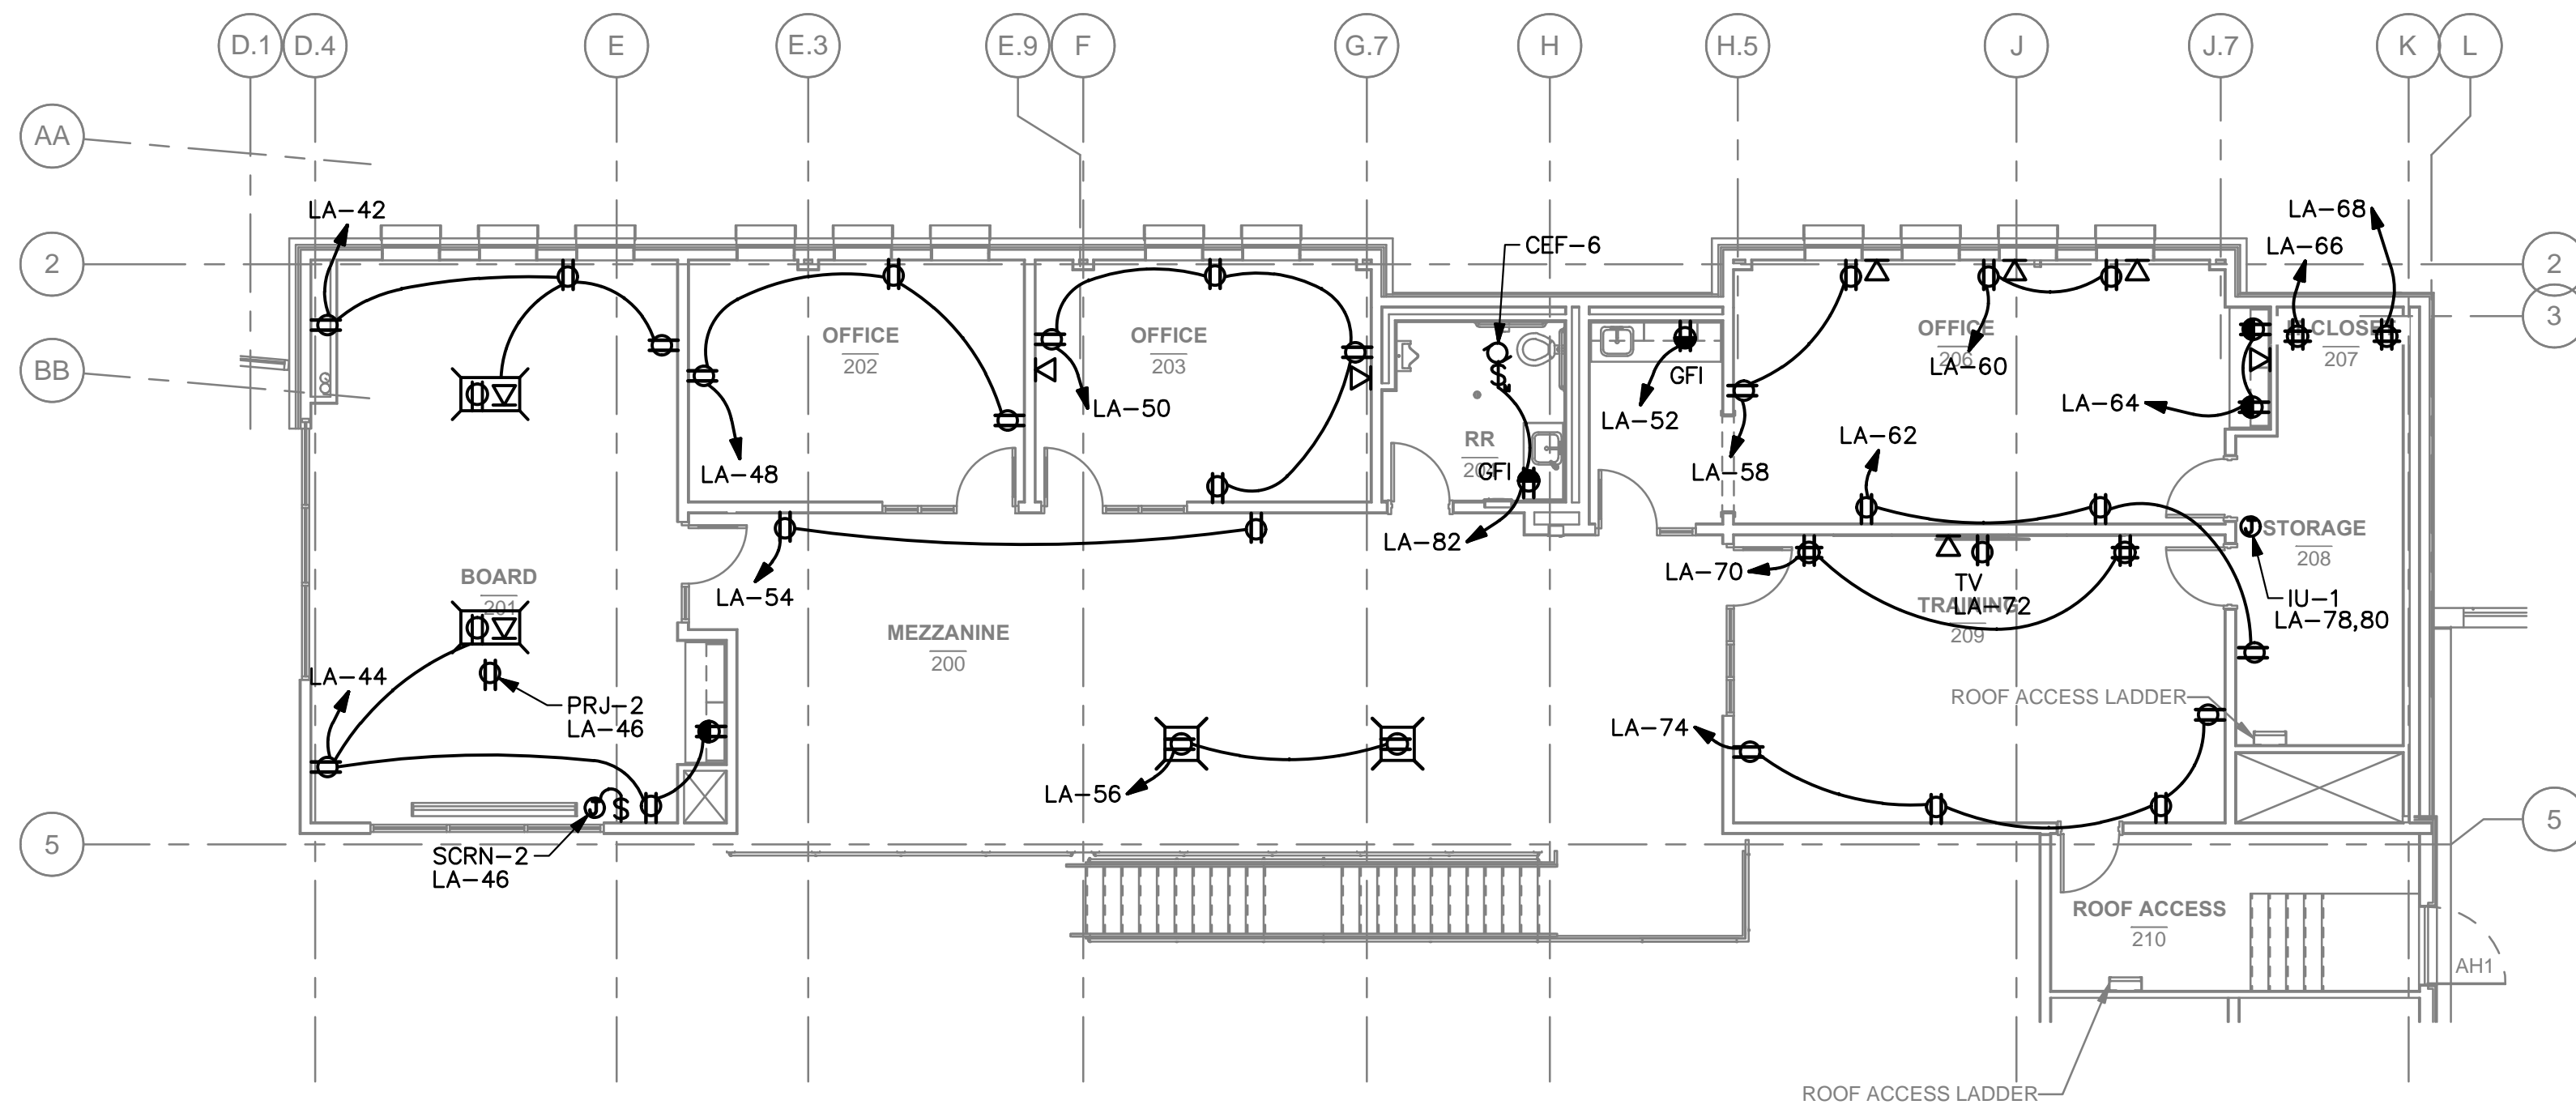 D.1
D.4
E
E.3
E.9
F
G.7
H
H.5
J
J.7
K
L
AA
2
BB
5
2
3
5
LA-42
CEF-6
LA-68
LA-66
OFFICE
202
OFFICE
203
OFFICE
206
CLOSE
207
LA-60
GFI
LA-52
LA-50
LA-64
LA-48
RR
GFI
LA-58
LA-62
LA-82
STORAGE
208
J
BOARD
201
LA-54
LA-70
TV
LA-72
TRAINING
209
IU-1
LA-78,80
MEZZANINE
200
LA-44
PRJ-2
LA-46
ROOF ACCESS LADDER
LA-74
LA-56
J $
SCRN-2
LA-46
$
ROOF ACCESS
210
AH1
ROOF ACCESS LADDER